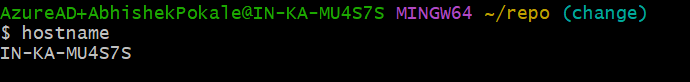 AzureAD+AbhishekPokale@IN-KA-MU4S7S MINGW64 ~/repo (change)
$ hostname
IN-KA-MU4S7S